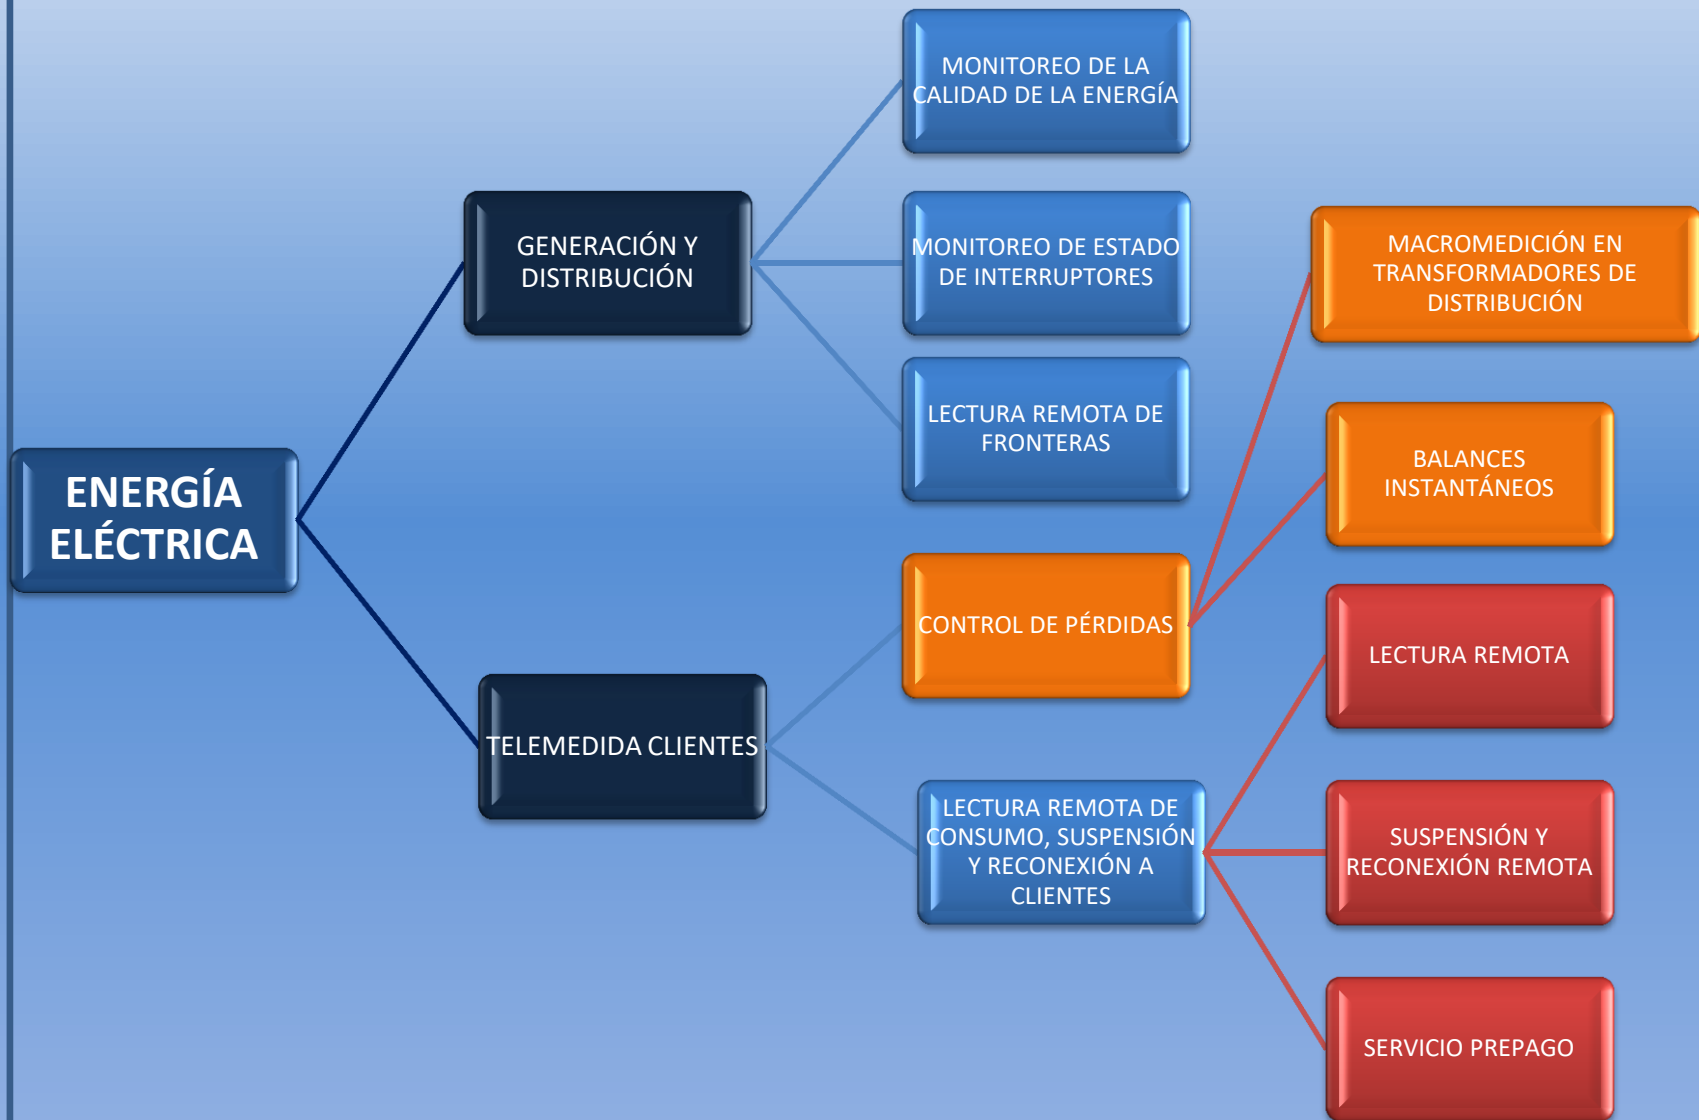 ENERGÍA
ELÉCTRICA
GENERACIÓN Y
DISTRIBUCIÓN
MONITOREO DE LA
CALIDAD DE LA ENERGÍA
MONITOREO DE ESTADO
DE INTERRUPTORES
LECTURA REMOTA DE
FRONTERAS
TELEMEDIDA CLIENTES
CONTROL DE PÉRDIDAS
MACROMEDICIÓN EN
TRANSFORMADORES DE
DISTRIBUCIÓN
BALANCES
INSTANTÁNEOS
LECTURA REMOTA DE
CONSUMO, SUSPENSIÓN
Y RECONEXIÓN A
CLIENTES
LECTURA REMOTA
SUSPENSIÓN Y
RECONEXIÓN REMOTA
SERVICIO PREPAGO